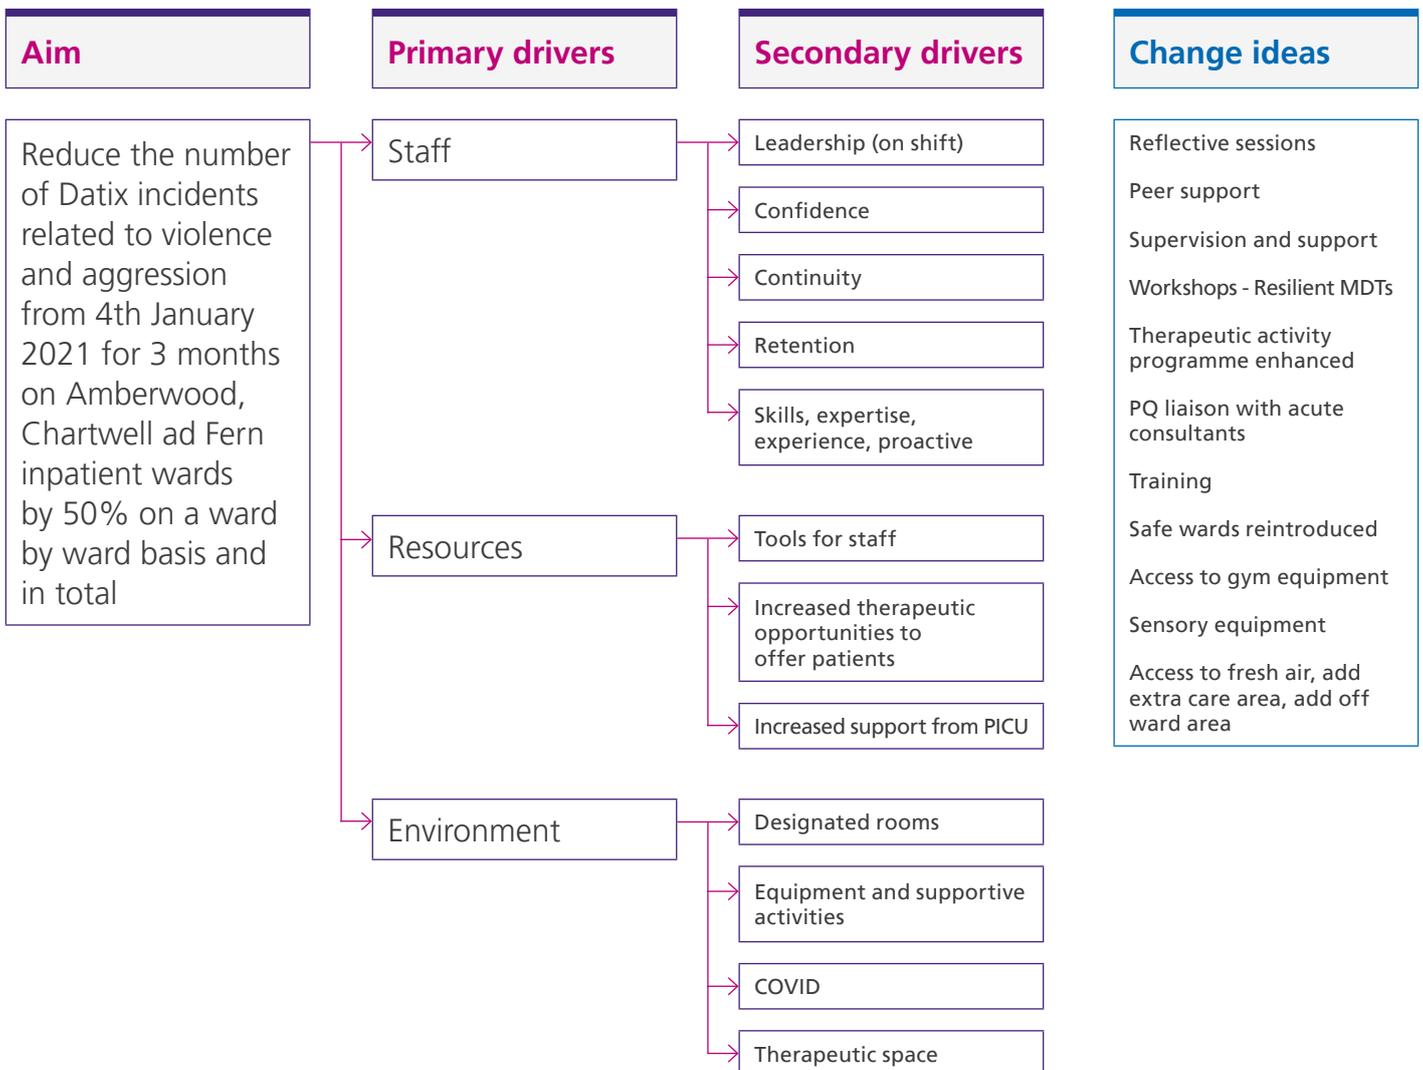 Aim
Primary drivers
Secondary drivers
Change ideas
Reduce the number
of Datix incidents
related to violence
and aggression
from 4th January
2021 for 3 months
on Amberwood,
Chartwell ad Fern
inpatient wards
by 50% on a ward
by ward basis and
in total
Staff
Leadership (on shift)
Confidence
Continuity
Retention
Skills, expertise,
experience, proactive
Resources
Tools for staff
Increased therapeutic
opportunities to
offer patients
Increased support from PICU
Environment
Designated rooms
Equipment and supportive
activities
COVID
Therapeutic space
Reflective sessions
Peer support
Supervision and support
Workshops - Resilient MDTs
Therapeutic activity
programme enhanced
PQ liaison with acute
consultants
Training
Safe wards reintroduced
Access to gym equipment
Sensory equipment
Access to fresh air, add
extra care area, add off
ward area